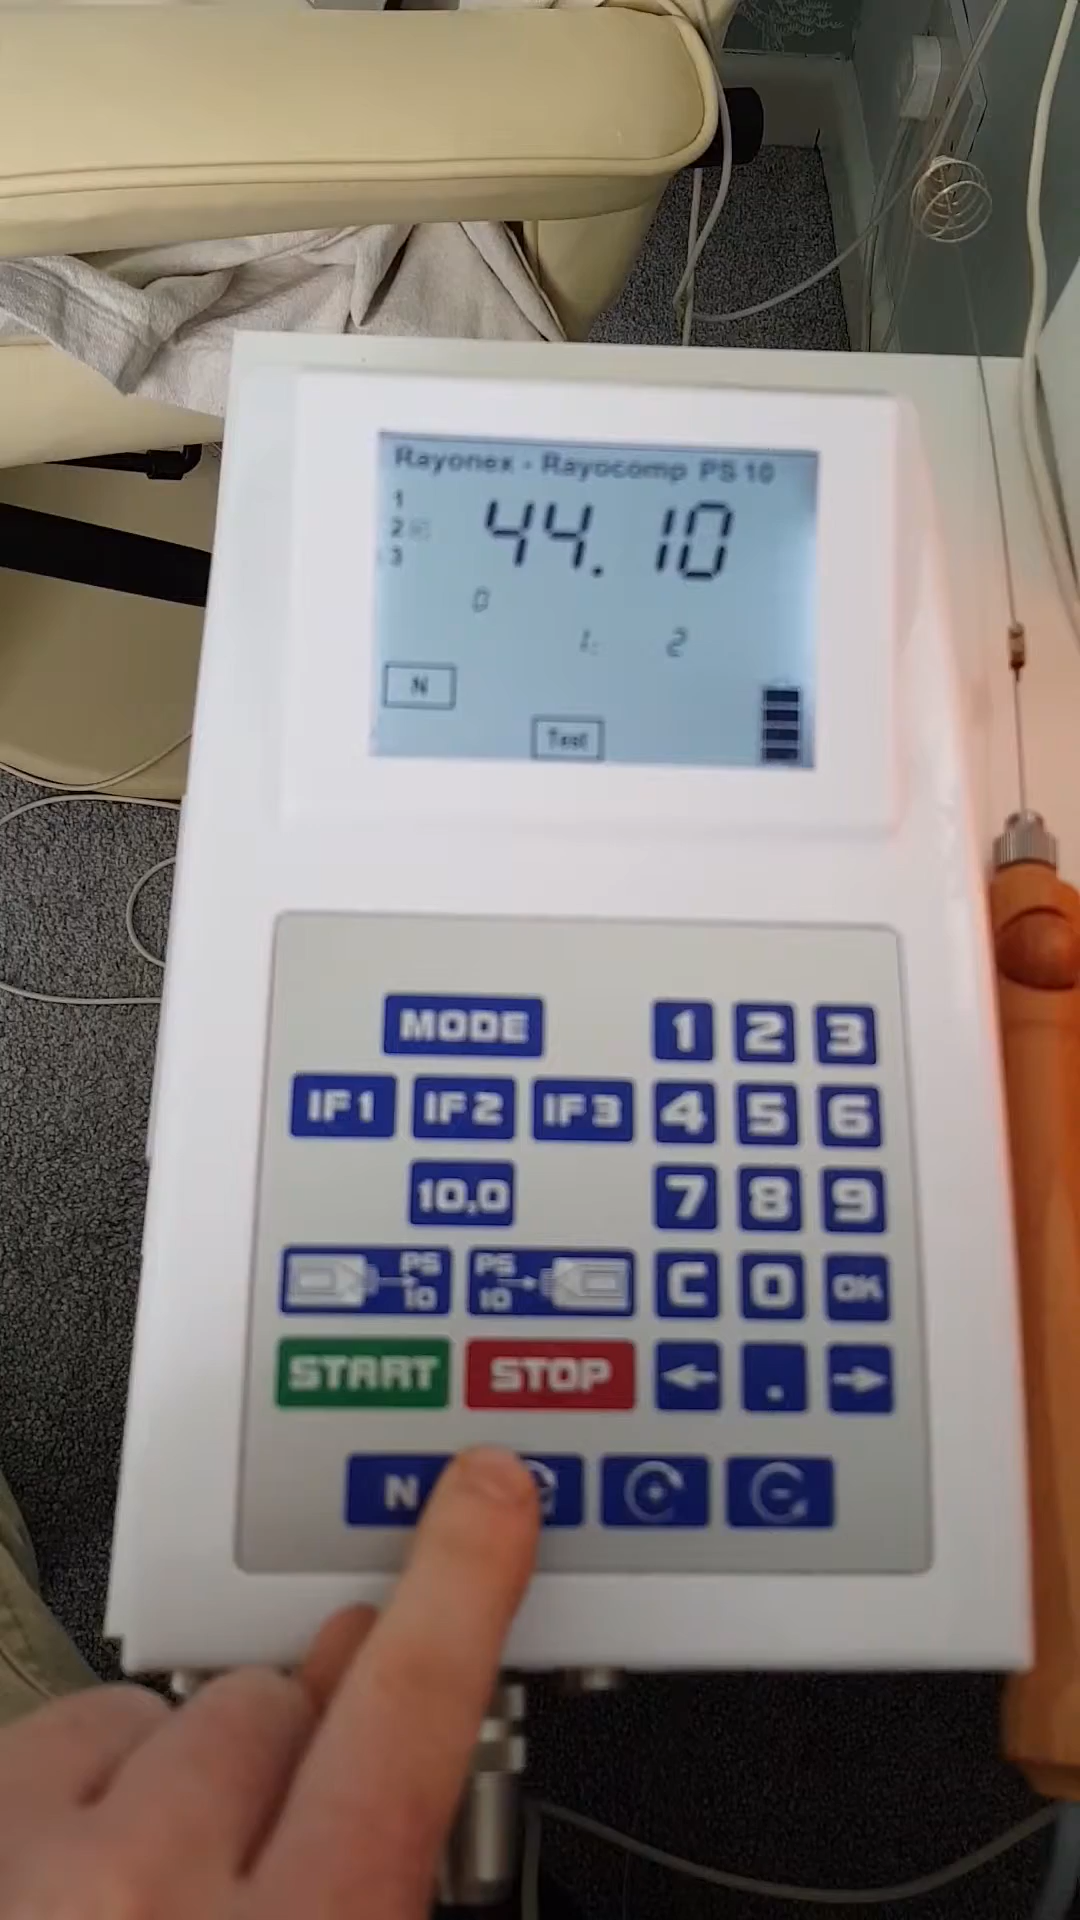 Rayonex - Rayocomp PS 10
1
2
3
44.10
0
1: 2
N
Test
MODE 1 2 3
IF1 IF2 IF3 4 5 6
10,0 7 8 9
PS 10 PS 10 C 0 OK
START STOP ← . →
N